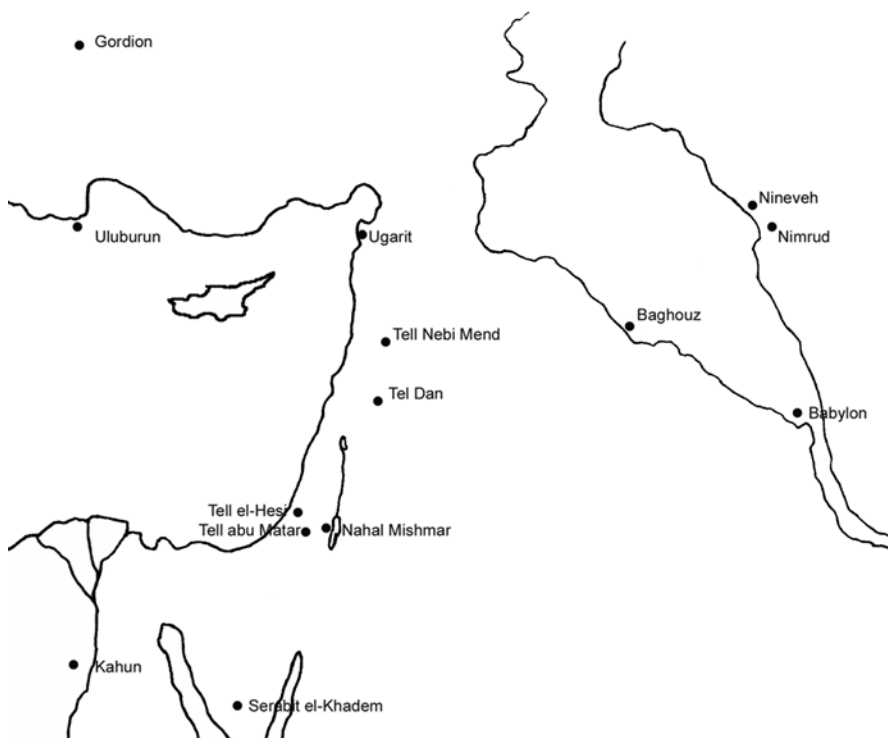 Gordion
Nineveh
Uluburun
Ugarit
Nimrud
Baghouz
Tell Nebi Mend
Tel Dan
Babylon
Tell el-Hesi
Tell abu Matar
Nahal Mishmar
Kahun
Serabit el-Khadem